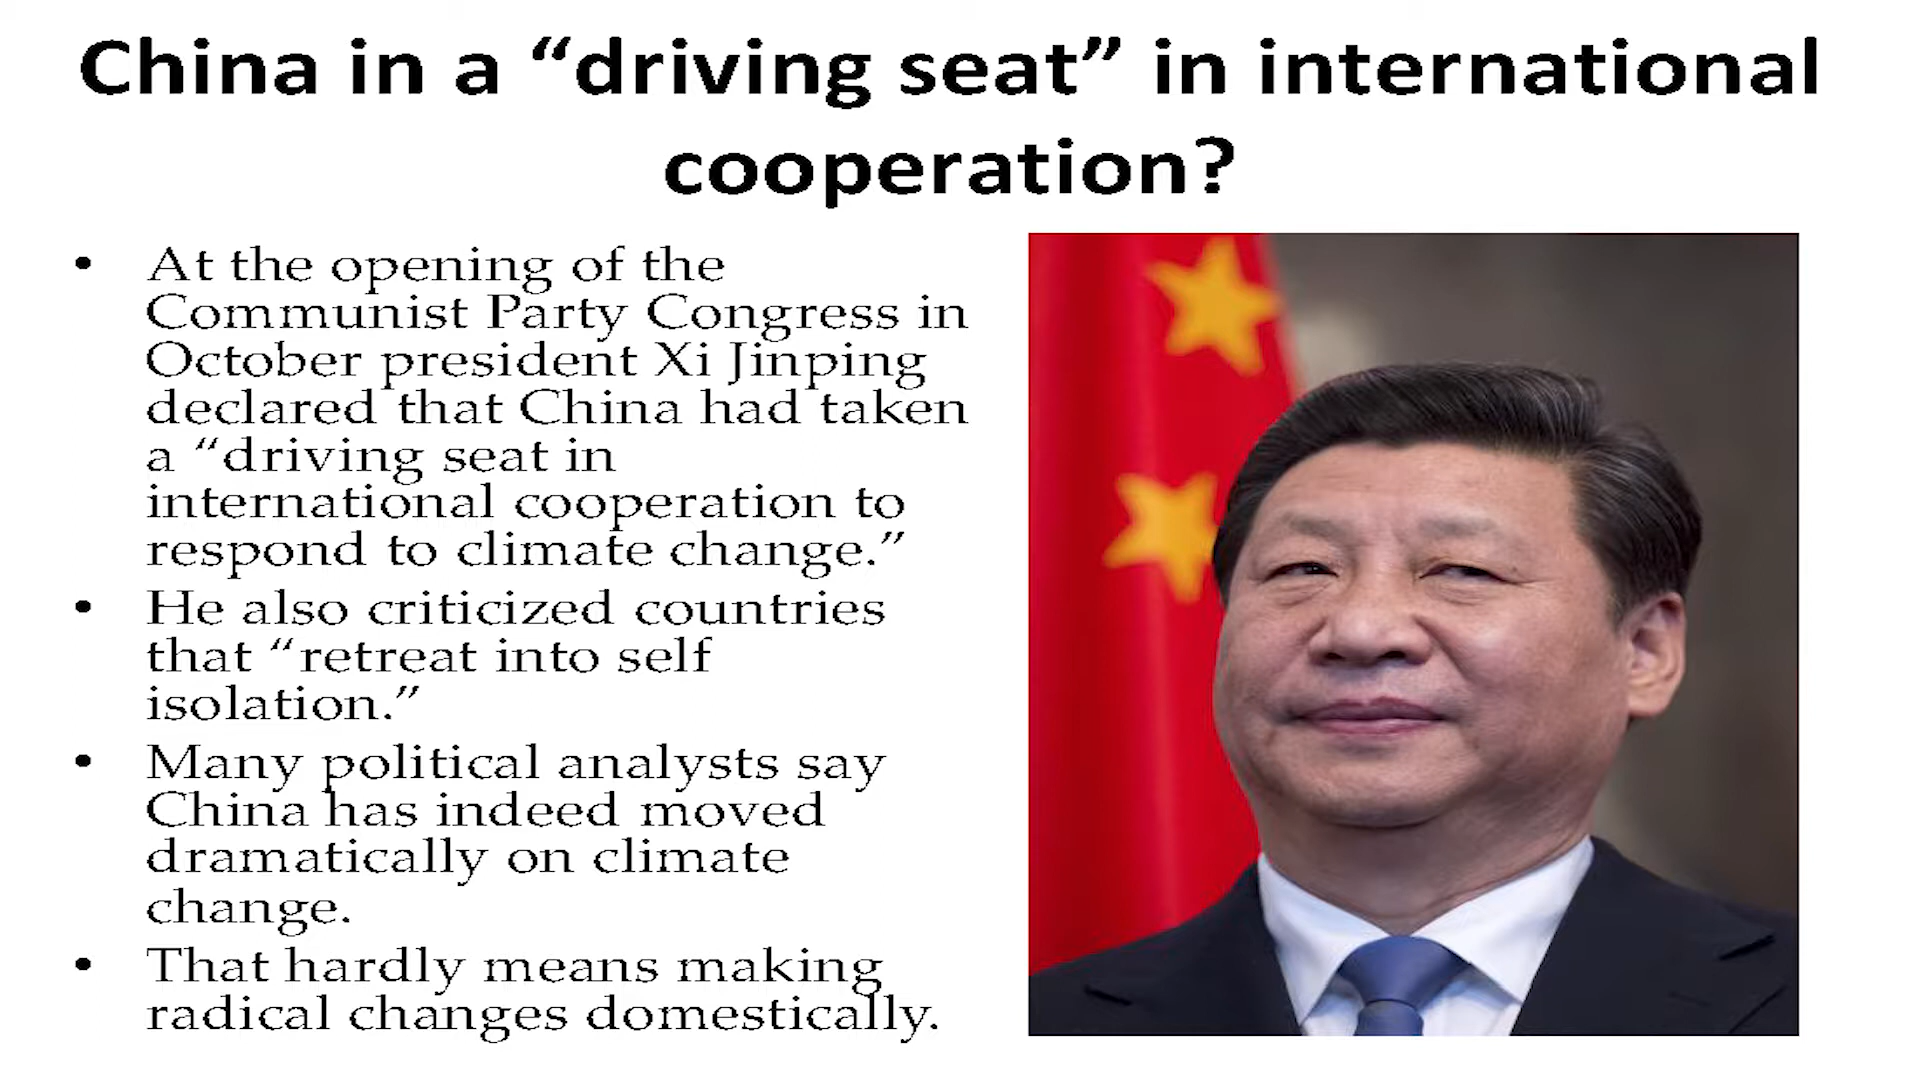 China in a “driving seat” in international
cooperation?
• At the opening of the
Communist Party Congress in
October president Xi Jinping
declared that China had taken
a “driving seat in
international cooperation to
respond to climate change.”
• He also criticized countries
that “retreat into self
isolation.”
• Many political analysts say
China has indeed moved
dramatically on climate
change.
• That hardly means making
radical changes domestically.